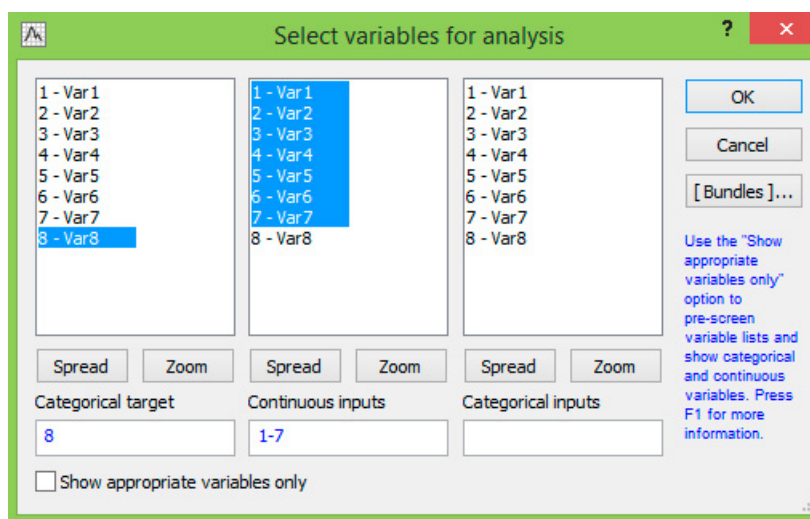 Select variables for analysis
?
1 - Var1
2 - Var2
3 - Var3
4 - Var4
5 - Var5
6 - Var6
7 - Var7
8 - Var8
1 - Var1
2 - Var2
3 - Var3
4 - Var4
5 - Var5
6 - Var6
7 - Var7
8 - Var8
1 - Var1
2 - Var2
3 - Var3
4 - Var4
5 - Var5
6 - Var6
7 - Var7
8 - Var8
OK
Cancel
[ Bundles ]...
Use the "Show
appropriate
variables only"
option to
pre-screen
variable lists and
show categorical
and continuous
variables. Press
F1 for more
information.
Spread
Zoom
Spread
Zoom
Spread
Zoom
Categorical target
Continuous inputs
Categorical inputs
8
1-7
Show appropriate variables only